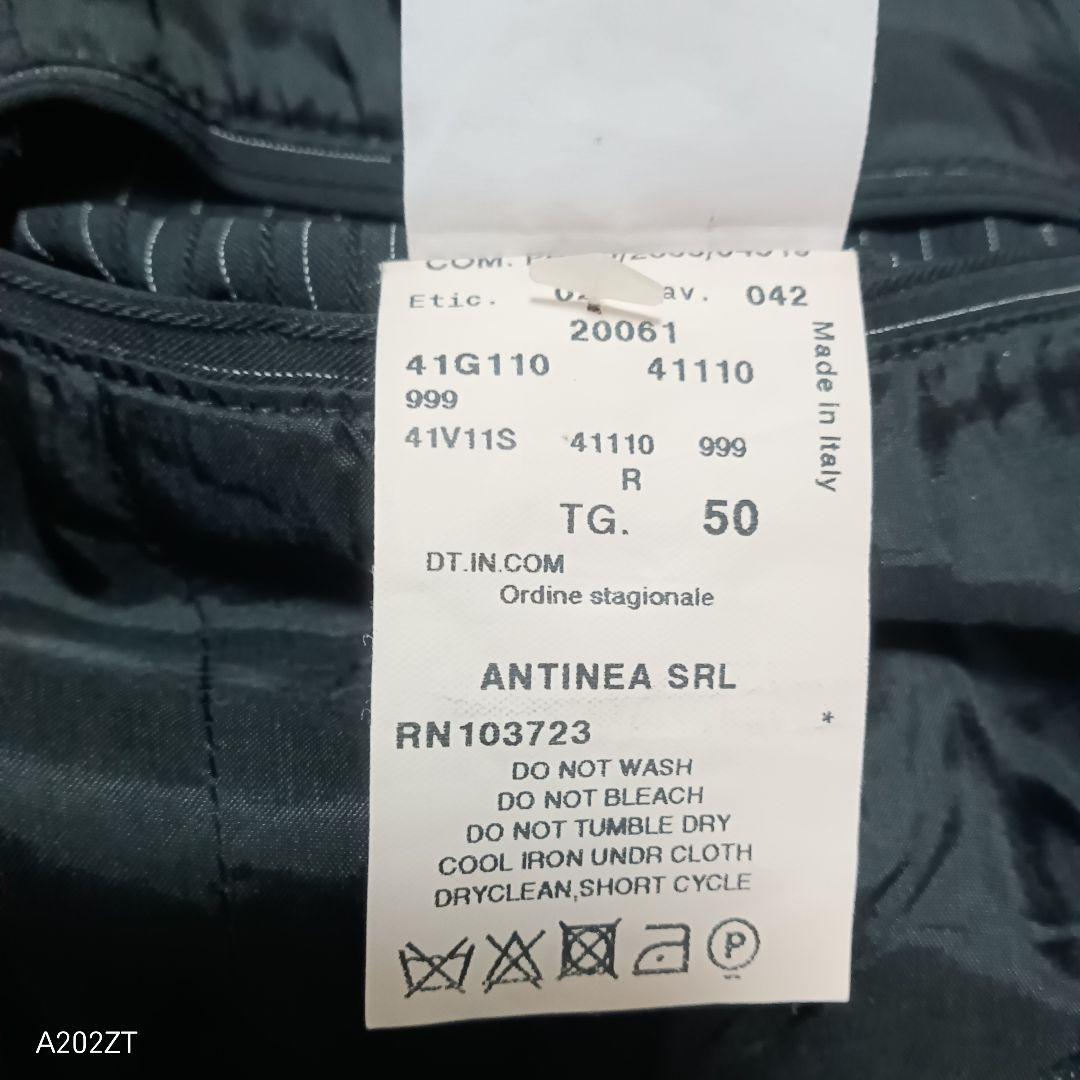 COM.
Etic. av. 042
20061
41G110 41110
999
41V11S 41110 999
R
TG. 50
DT.IN.COM
Ordine stagionale
Made in Italy
ANTINEA SRL
RN103723 *
DO NOT WASH
DO NOT BLEACH
DO NOT TUMBLE DRY
COOL IRON UNDR CLOTH
DRYCLEAN,SHORT CYCLE
P
A202ZT